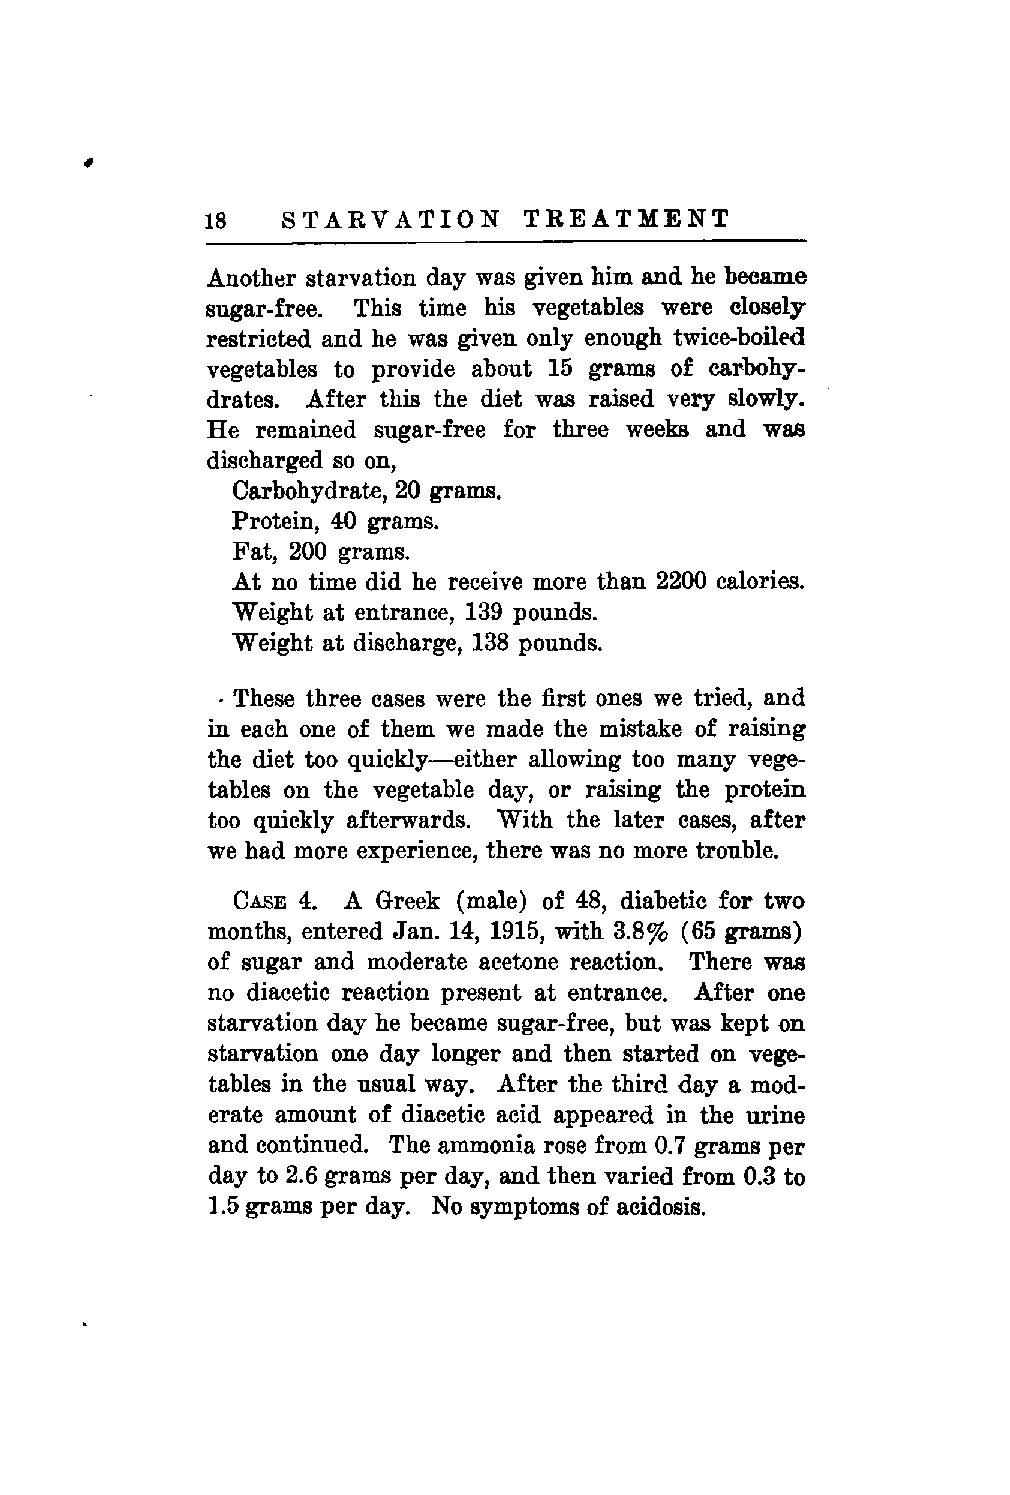 18 STARVATION TREATMENT
Another starvation day was given him and he became
sugar-free. This time his vegetables were closely
restricted and he was given only enough twice-boiled
vegetables to provide about 15 grams of carbohy-
drates. After this the diet was raised very slowly.
He remained sugar-free for three weeks and was
discharged so on,
Carbohydrate, 20 grams.
Protein, 40 grams.
Fat, 200 grams.
At no time did he receive more than 2200 calories.
Weight at entrance, 139 pounds.
Weight at discharge, 138 pounds.
These three cases were the first ones we tried, and
in each one of them we made the mistake of raising
the diet too quickly—either allowing too many vege-
tables on the vegetable day, or raising the protein
too quickly afterwards. With the later cases, after
we had more experience, there was no more trouble.
CASE 4. A Greek (male) of 48, diabetic for two
months, entered Jan. 14, 1915, with 3.8% (65 grams)
of sugar and moderate acetone reaction. There was
no diacetic reaction present at entrance. After one
starvation day he became sugar-free, but was kept on
starvation one day longer and then started on vege-
tables in the usual way. After the third day a mod-
erate amount of diacetic acid appeared in the urine
and continued. The ammonia rose from 0.7 grams per
day to 2.6 grams per day, and then varied from 0.3 to
1.5 grams per day. No symptoms of acidosis.